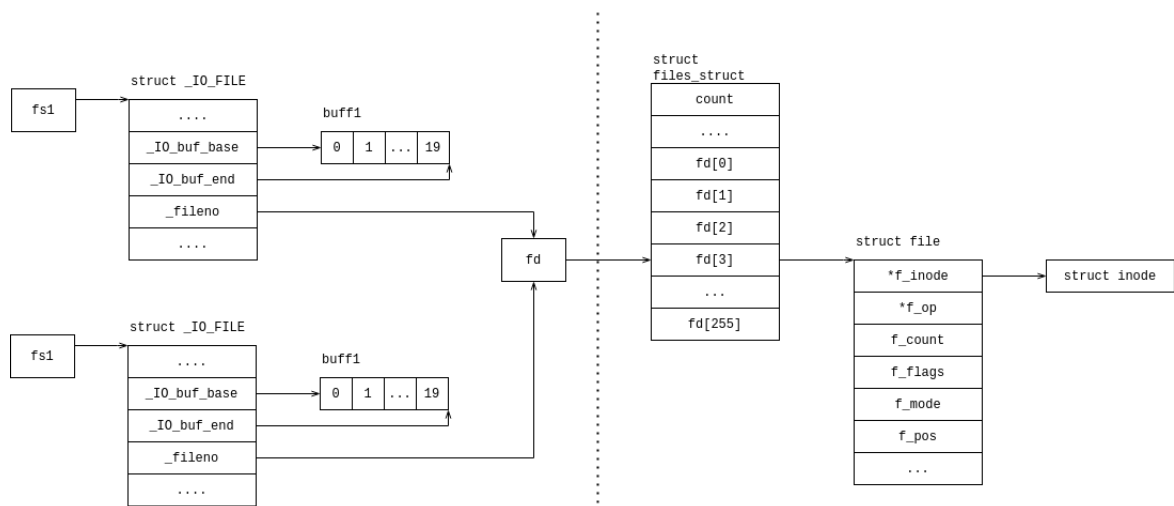 struct _IO_FILE
fs1
....
_IO_buf_base
_IO_buf_end
_fileno
....
buff1
0 1 ... 19
struct _IO_FILE
fs1
....
_IO_buf_base
_IO_buf_end
_fileno
....
buff1
0 1 ... 19
fd
struct
files_struct
count
....
fd[0]
fd[1]
fd[2]
fd[3]
...
fd[255]
struct file
*f_inode
*f_op
f_count
f_flags
f_mode
f_pos
...
struct inode